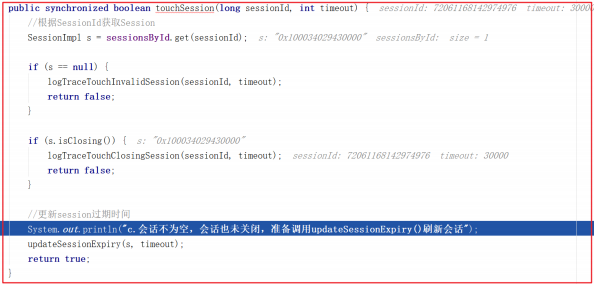 public synchronized boolean touchSession(long sessionId, int timeout) {  sessionId: 72061168142974976  timeout: 30000
//根据SessionId获取Session
SessionImpl s = sessionsById.get(sessionId);  s: "0x100034029430000"  sessionsById:  size = 1
if (s == null) {
logTraceTouchInvalidSession(sessionId, timeout);
return false;
}
if (s.isClosing()) {  s: "0x100034029430000"
logTraceTouchClosingSession(sessionId, timeout);  sessionId: 72061168142974976  timeout: 30000
return false;
}
//更新session过期时间
System.out.println("c.会话不为空，会话也未关闭，准备调用updateSessionExpiry()刷新会话");
updateSessionExpiry(s, timeout);
return true;
}